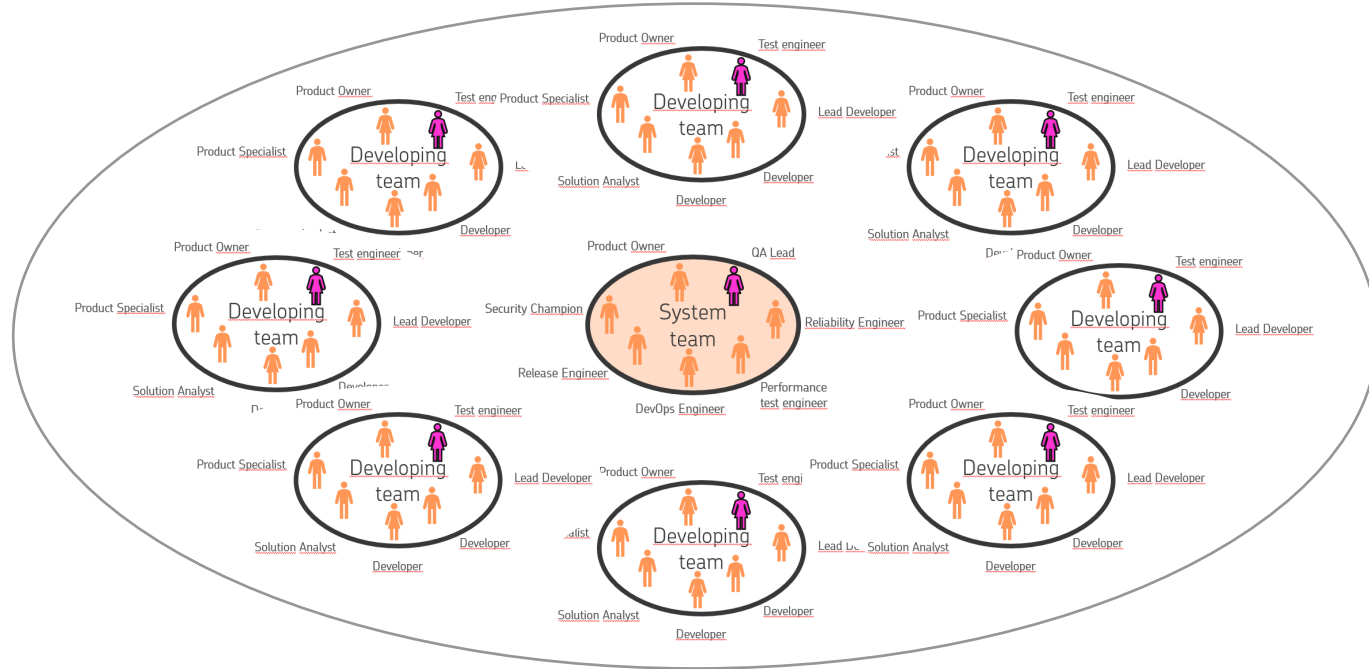 Product Owner
Test engineer
Product Specialist
Developing
team
Lead Developer
Solution Analyst
Developer
Developer
Product Owner
Test eng
Product Specialist
Developing
team
Developer
Product Owner
Test engineer
Developing
team
Lead Developer
Solution Analyst
Developer
Product Owner
Test engineer
Product Specialist
Developing
team
Lead Developer
Solution Analyst
Product Owner
QA Lead
Security Champion
System
team
Reliability Engineer
Release Engineer
Performance
test engineer
DevOps Engineer
Product Owner
Test engineer
Product Specialist
Developing
team
Lead Developer
Developer
Product Owner
Test engineer
Product Specialist
Developing
team
Lead Developer
Solution Analyst
Developer
Developer
Product Owner
Test engi
Developing
team
Lead
Solution Analyst
Developer
Developer
Product Owner
Test engineer
Product Specialist
Developing
team
Lead Developer
Solution Analyst
Developer
Developer